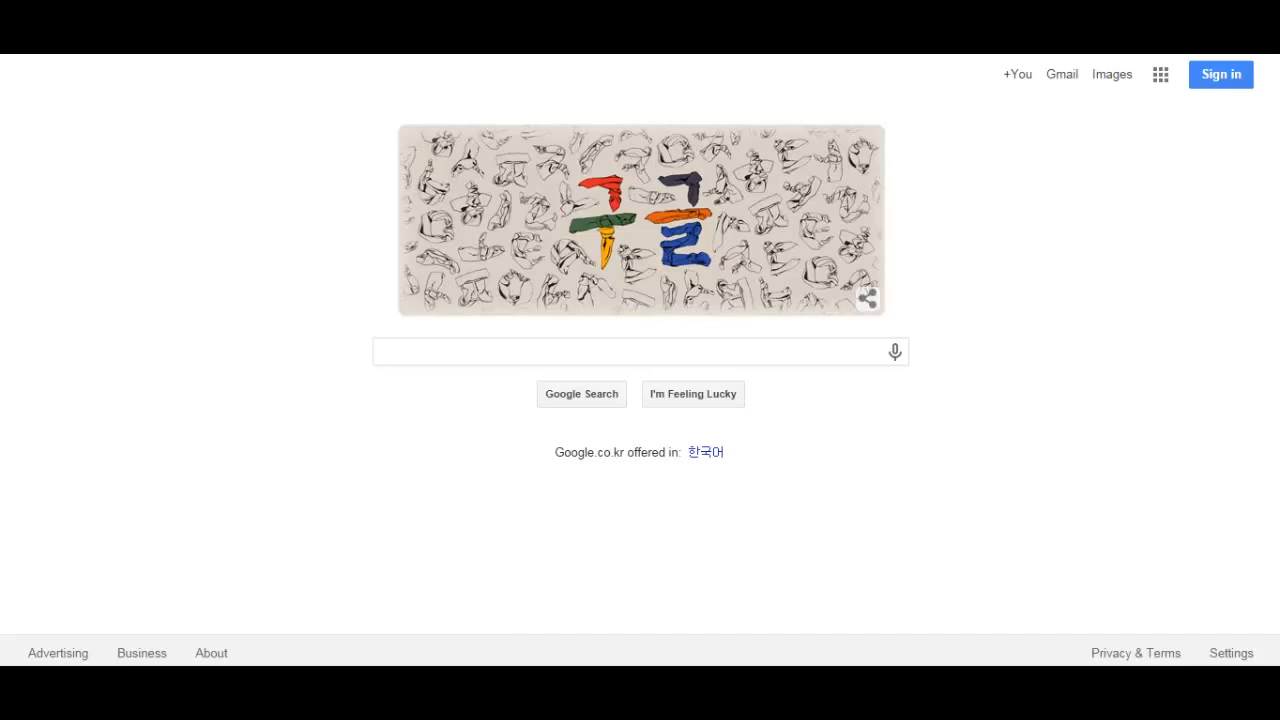 +You Gmail Images Sign in
구글
Google Search I'm Feeling Lucky
Google.co.kr offered in: 한국어
Advertising Business About Privacy & Terms Settings